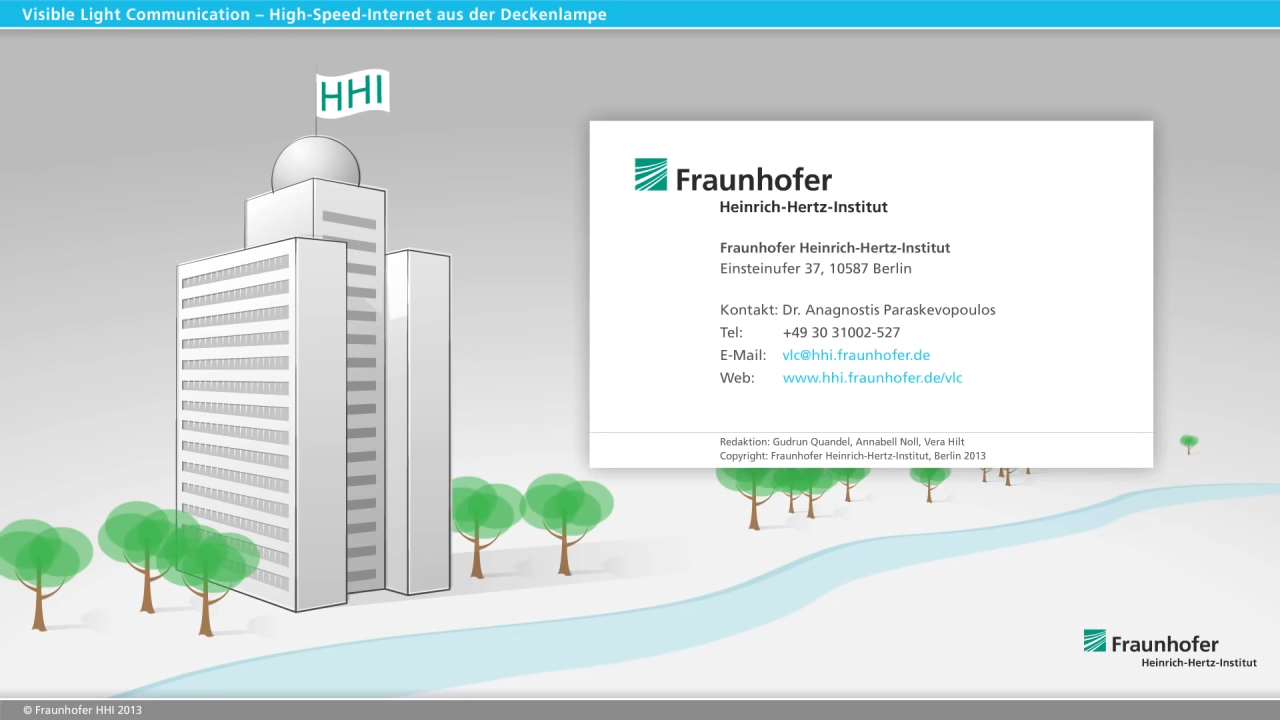 Visible Light Communication – High-Speed-Internet aus der Deckenlampe
HHI
Fraunhofer
Heinrich-Hertz-Institut
Fraunhofer Heinrich-Hertz-Institut
Einsteinufer 37, 10587 Berlin
Kontakt: Dr. Anagnostis Paraskevopoulos
Tel: +49 30 31002-527
E-Mail: vlc@hhi.fraunhofer.de
Web: www.hhi.fraunhofer.de/vlc
Redaktion: Gudrun Quandel, Annabell Noll, Vera Hilt
Copyright: Fraunhofer Heinrich-Hertz-Institut, Berlin 2013
Fraunhofer
Heinrich-Hertz-Institut
© Fraunhofer HHI 2013